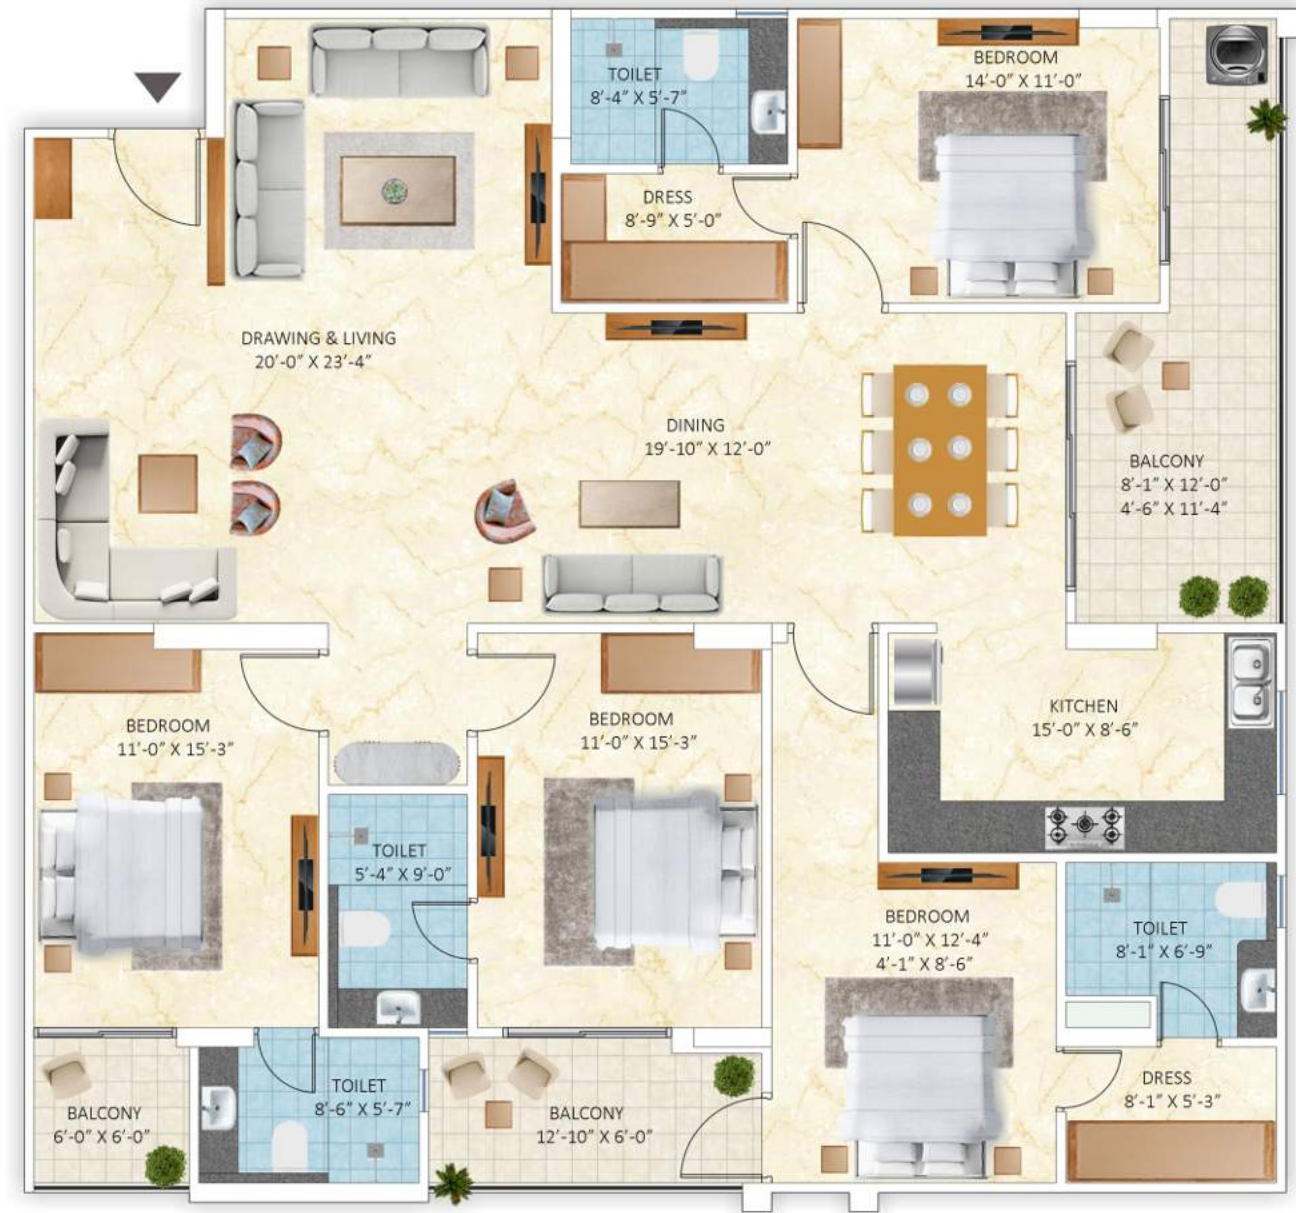 TOILET
8'-4" X 5'-7"
BEDROOM
14'-0" X 11'-0"
DRESS
8'-9" X 5'-0"
DRAWING & LIVING
20'-0" X 23'-4"
DINING
19'-10" X 12'-0"
BALCONY
8'-1" X 12'-0"
4'-6" X 11'-4"
BEDROOM
11'-0" X 15'-3"
BEDROOM
11'-0" X 15'-3"
KITCHEN
15'-0" X 8'-6"
TOILET
5'-4" X 9'-0"
BEDROOM
11'-0" X 12'-4"
4'-1" X 8'-6"
TOILET
8'-1" X 6'-9"
BALCONY
6'-0" X 6'-0"
TOILET
8'-6" X 5'-7"
BALCONY
12'-10" X 6'-0"
DRESS
8'-1" X 5'-3"